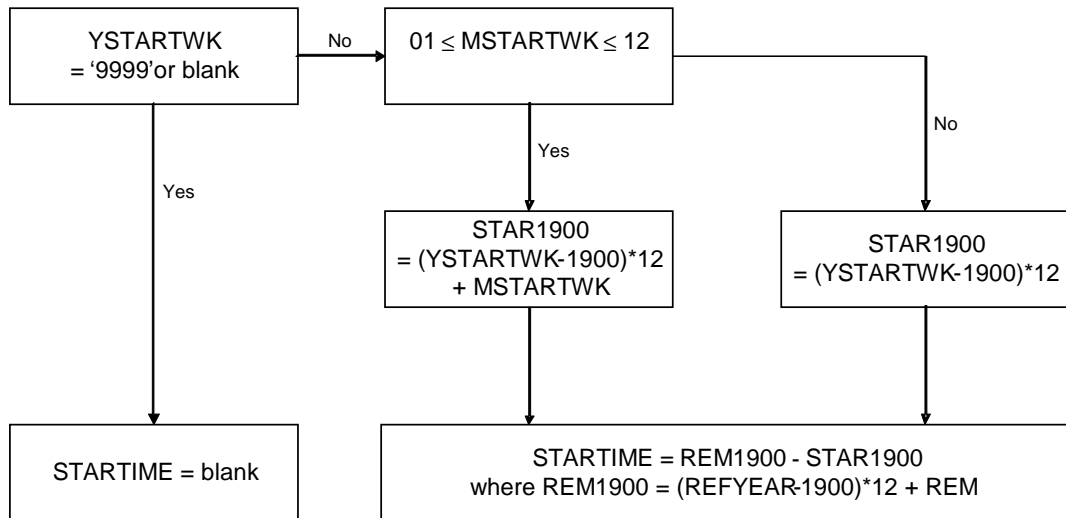 YSTARTWK
= ‘9999’or blank
No
01 ≤ MSTARTWK ≤ 12
Yes
Yes
No
STAR1900
= (YSTARTWK-1900)*12
+ MSTARTWK
STAR1900
= (YSTARTWK-1900)*12
STARTIME = blank
STARTIME = REM1900 - STAR1900
where REM1900 = (REFYEAR-1900)*12 + REM